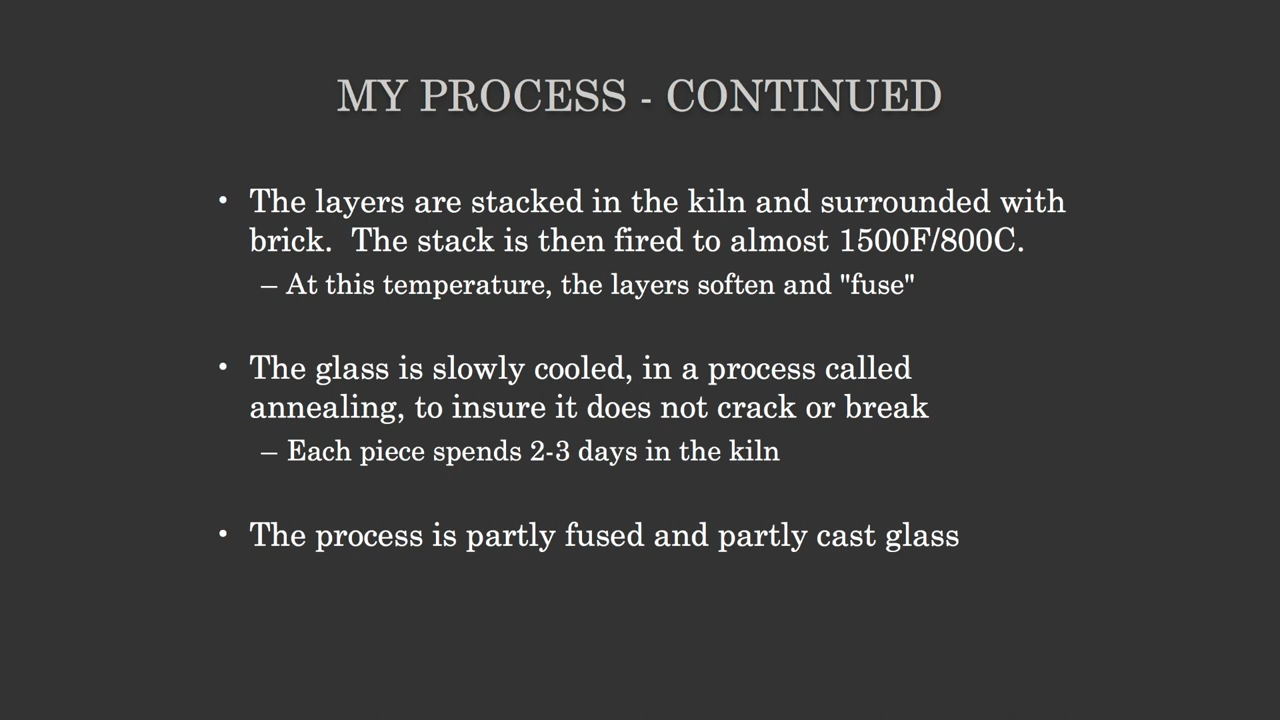 MY PROCESS - CONTINUED
• The layers are stacked in the kiln and surrounded with
brick.  The stack is then fired to almost 1500F/800C.
– At this temperature, the layers soften and "fuse"
• The glass is slowly cooled, in a process called
annealing, to insure it does not crack or break
– Each piece spends 2-3 days in the kiln
• The process is partly fused and partly cast glass